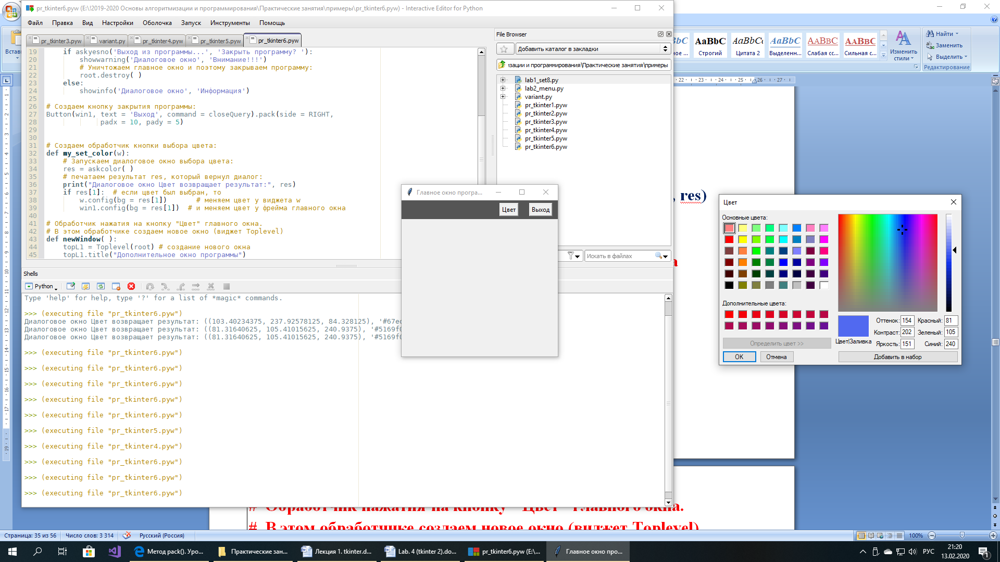 pr_tkinter6.pyw (E:\!2019-2020 Основы алгоритмизации и программирования\Практические занятия\примеры\pr_tkinter6.pyw) - Interactive Editor for Python
Файл Правка Вид Настройки Оболочка Запуск Инструменты Помощь
pr_tkinter3.pyw variant.py pr_tkinter4.pyw pr_tkinter5.pyw pr_tkinter6.pyw
19 if askyesno('Выход из программы...', 'Закрыть программу? '):
20 showwarning('Диалоговое окно', 'Внимание!!!')
21 # Уничтожаем главное окно и поэтому закрываем программу:
22 root.destroy( )
23 else:
24 showinfo('Диалоговое окно', 'Информация')
25
26 # Создаем кнопку закрытия программы:
27 Button(win1, text = 'Выход', command = closeQuery).pack(side = RIGHT,
28 padx = 10, pady = 5)
29
30
31 # Создаем обработчик кнопки выбора цвета:
32 def my_set_color(w):
33 # Запускаем диалоговое окно выбора цвета:
34 res = askcolor( )
35 # печатаем результат res, который вернул диалог:
36 print("Диалоговое окно Цвет возвращает результат:", res)
37 if res[1]: # если цвет был выбран, то
38 w.config(bg = res[1]) # меняем цвет у виджета w
39 win1.config(bg = res[1]) # и меняем цвет у фрейма главного окна
40
41 # Обработчик нажатия на кнопку "Цвет" главного окна.
42 # В этом обработчике создаем новое окно (виджет Toplevel)
43 def newWindow( ):
44 topL1 = Toplevel(root) # создание нового окна
45 topL1.title("Дополнительное окно программы")
File Browser
Добавить каталог в закладки
изации и программирования\Практические занятия\примеры
lab1_set8.py
lab2_menu.py
variant.py
pr_tkinter1.pyw
pr_tkinter2.pyw
pr_tkinter3.pyw
pr_tkinter4.pyw
pr_tkinter5.pyw
pr_tkinter6.pyw
Искать в файлах
Shells
Python
Type 'help' for help, type '?' for a list of *magic* commands.
>>> (executing file "pr_tkinter6.pyw")
Диалоговое окно Цвет возвращает результат: ((103.40234375, 237.92578125, 84.328125), '#67ed
Диалоговое окно Цвет возвращает результат: ((81.31640625, 105.41015625, 240.9375), '#5169f0
Диалоговое окно Цвет возвращает результат: ((81.31640625, 105.41015625, 240.9375), '#5169f0
>>> (executing file "pr_tkinter6.pyw")
>>> (executing file "pr_tkinter6.pyw")
>>> (executing file "pr_tkinter6.pyw")
>>> (executing file "pr_tkinter6.pyw")
>>> (executing file "pr_tkinter6.pyw")
>>> (executing file "pr_tkinter5.pyw")
>>> (executing file "pr_tkinter4.pyw")
>>> (executing file "pr_tkinter6.pyw")
>>> (executing file "pr_tkinter6.pyw")
>>> (executing file "pr_tkinter6.pyw")
Главное окно програ...
Цвет Выход
Встав
bC AaBbC AaBbCc AaBbC AaBbC AaBbC
ное ... Строгий Цитата 2 Выделенн... Слабая сс... Сильная с...
Изменить стили
Найти
Заменить
Выделить
Редактирование
22 23 24 25 26 27
, res)
а
Цвет
Основные цвета:
Дополнительные цвета:
Определить цвет >>
OK Отмена
Цвет|Заливка
Оттенок: 154 Красный: 81
Контраст: 202 Зеленый: 105
Яркость: 151 Синий: 240
Добавить в набор
# Обработчик нажатия на кнопку "Цвет" главного окна.
# В этом обработчике создаем новое окно (виджет Toplevel)
Страница: 35 из 56 Число слов: 3 314 Русский (Россия)
100%
Метод pack(). Уро... Практические зан... Лекция 1. tkinter.d... Lab. 4 (tkinter 2).do... pr_tkinter6.pyw (E:\... Главное окно про...
РУС 21:20
13.02.2020
1